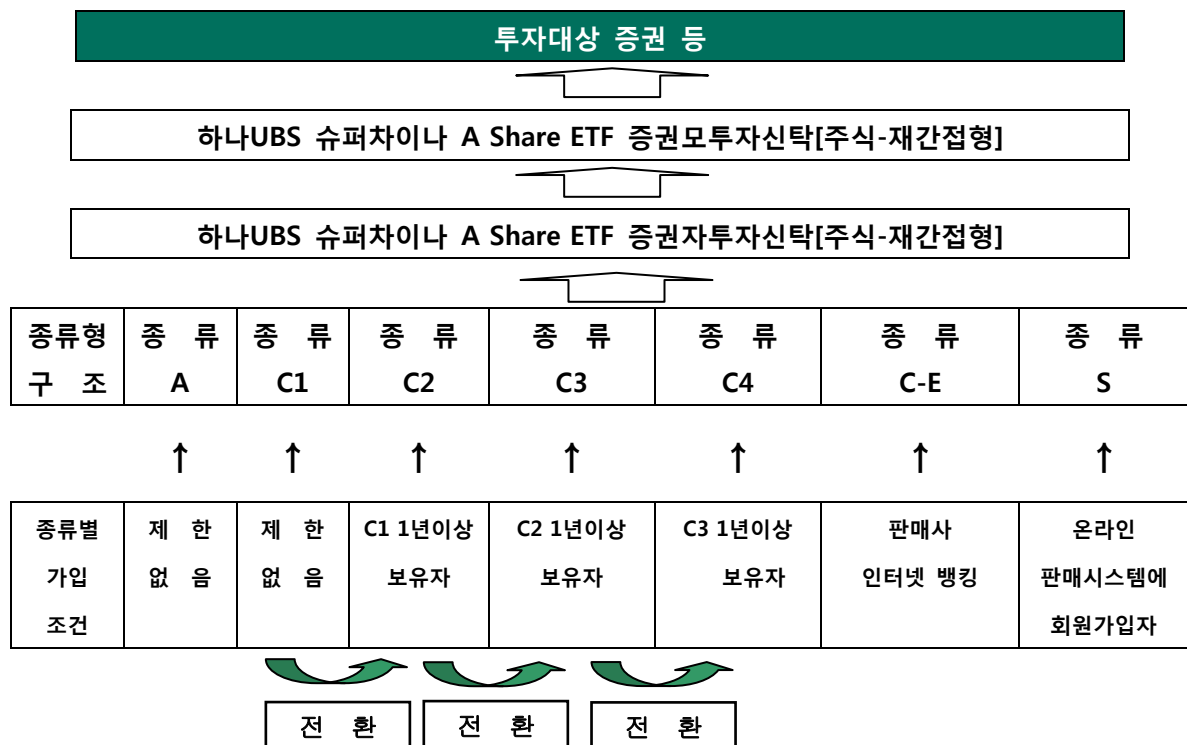 투자대상 증권 등
하나UBS 슈퍼차이나 A Share ETF 증권모투자신탁[주식-재간접형]
하나UBS 슈퍼차이나 A Share ETF 증권자투자신탁[주식-재간접형]
종류형 종 류 종 류 종 류 종 류 종 류 종 류 종 류
구 조 A C1 C2 C3 C4 C-E S
↑ ↑ ↑ ↑ ↑ ↑ ↑
종류별 제 한 제 한 C1 1년이상 C2 1년이상 C3 1년이상 판매사 온라인
가입 없 음 없 음 보유자 보유자 보유자 인터넷 뱅킹 판매시스템에
조건 회원가입자
전 환 전 환 전 환